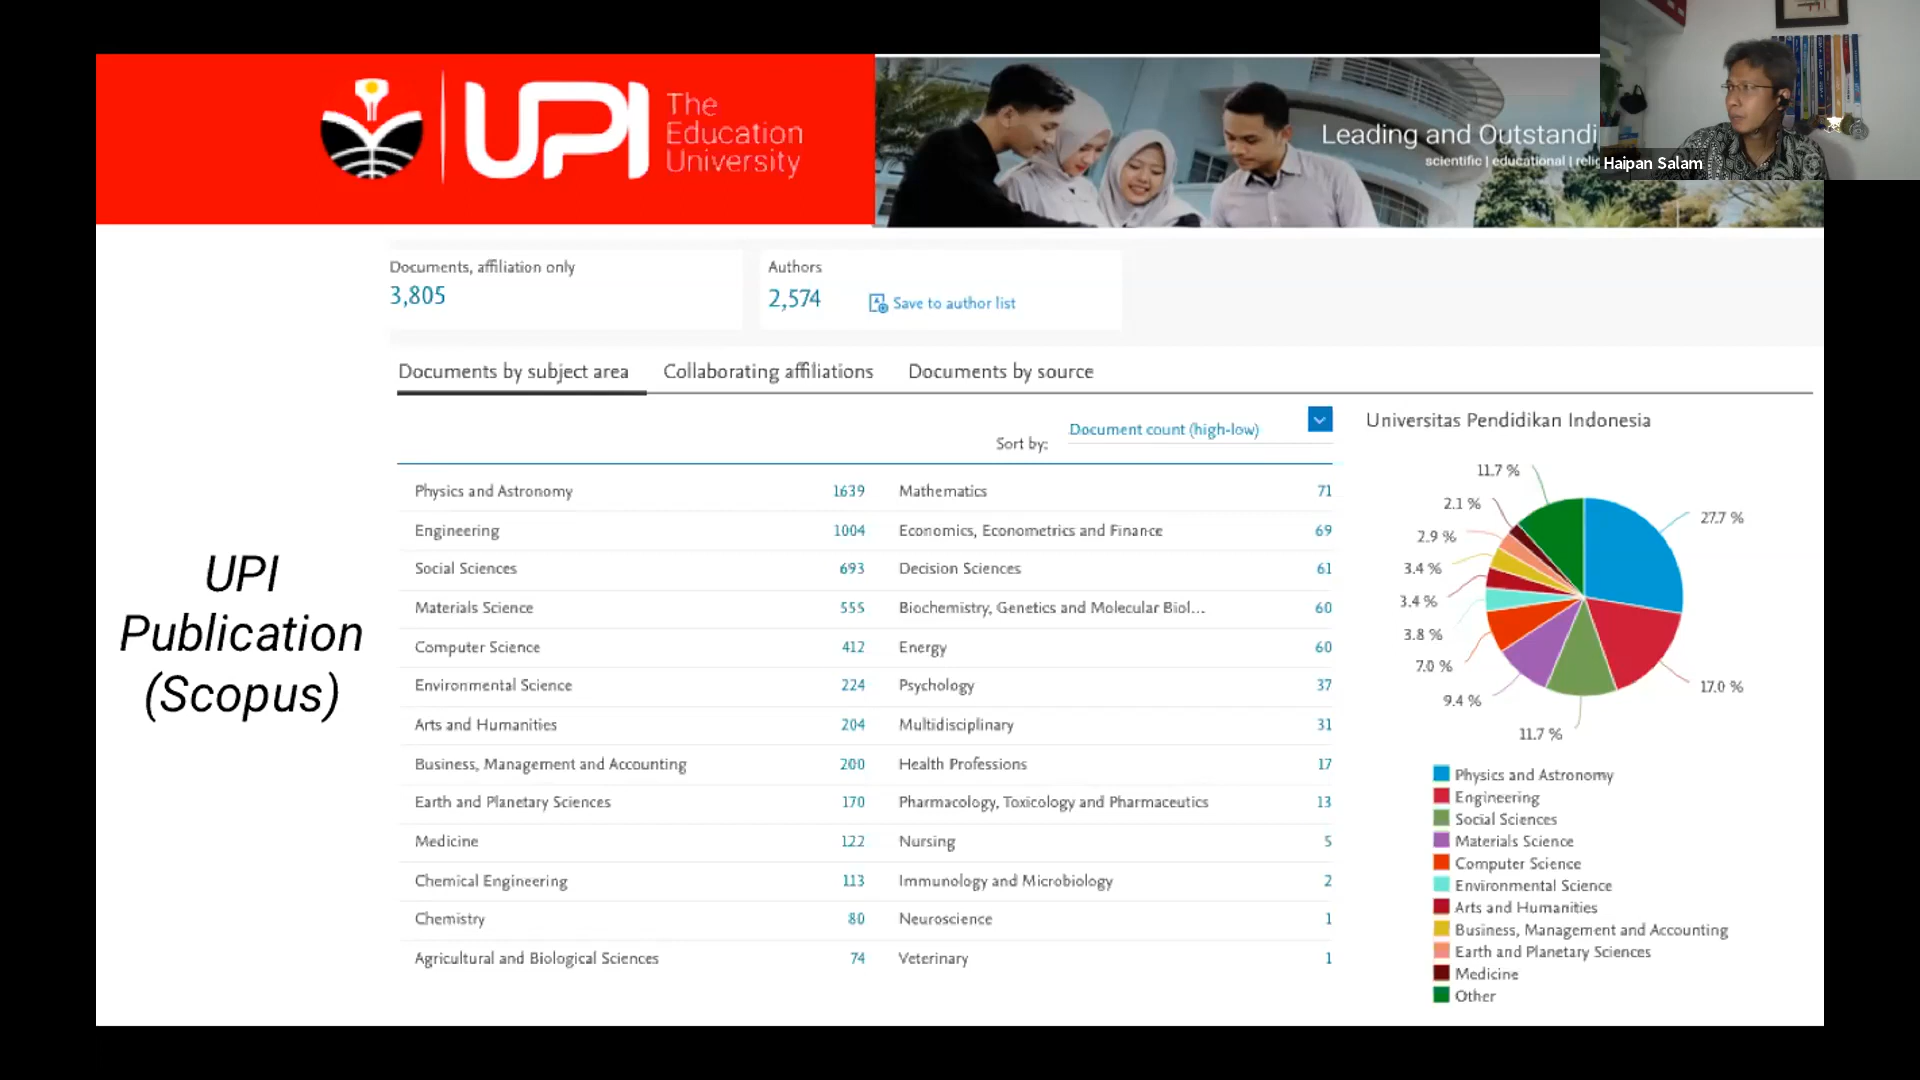 UPI
The
Education
University
Leading and Outstandi
scientific | educational |
Haipan Salam
Documents, affiliation only
3,805
Authors
2,574
Save to author list
Documents by subject area
Collaborating affiliations
Documents by source
Sort by:
Document count (high-low)
Physics and Astronomy 1639
Engineering 1004
Social Sciences 693
Materials Science 555
Computer Science 412
Environmental Science 224
Arts and Humanities 204
Business, Management and Accounting 200
Earth and Planetary Sciences 170
Medicine 122
Chemical Engineering 113
Chemistry 80
Agricultural and Biological Sciences 74
Mathematics 71
Economics, Econometrics and Finance 69
Decision Sciences 61
Biochemistry, Genetics and Molecular Biol... 60
Energy 60
Psychology 37
Multidisciplinary 31
Health Professions 17
Pharmacology, Toxicology and Pharmaceutics 13
Nursing 5
Immunology and Microbiology 2
Neuroscience 1
Veterinary 1
UPI
Publication
(Scopus)
Universitas Pendidikan Indonesia
11.7 %
2.1 %
2.9 %
3.4 %
3.4 %
3.8 %
7.0 %
9.4 %
11.7 %
27.7 %
17.0 %
Physics and Astronomy
Engineering
Social Sciences
Materials Science
Computer Science
Environmental Science
Arts and Humanities
Business, Management and Accounting
Earth and Planetary Sciences
Medicine
Other